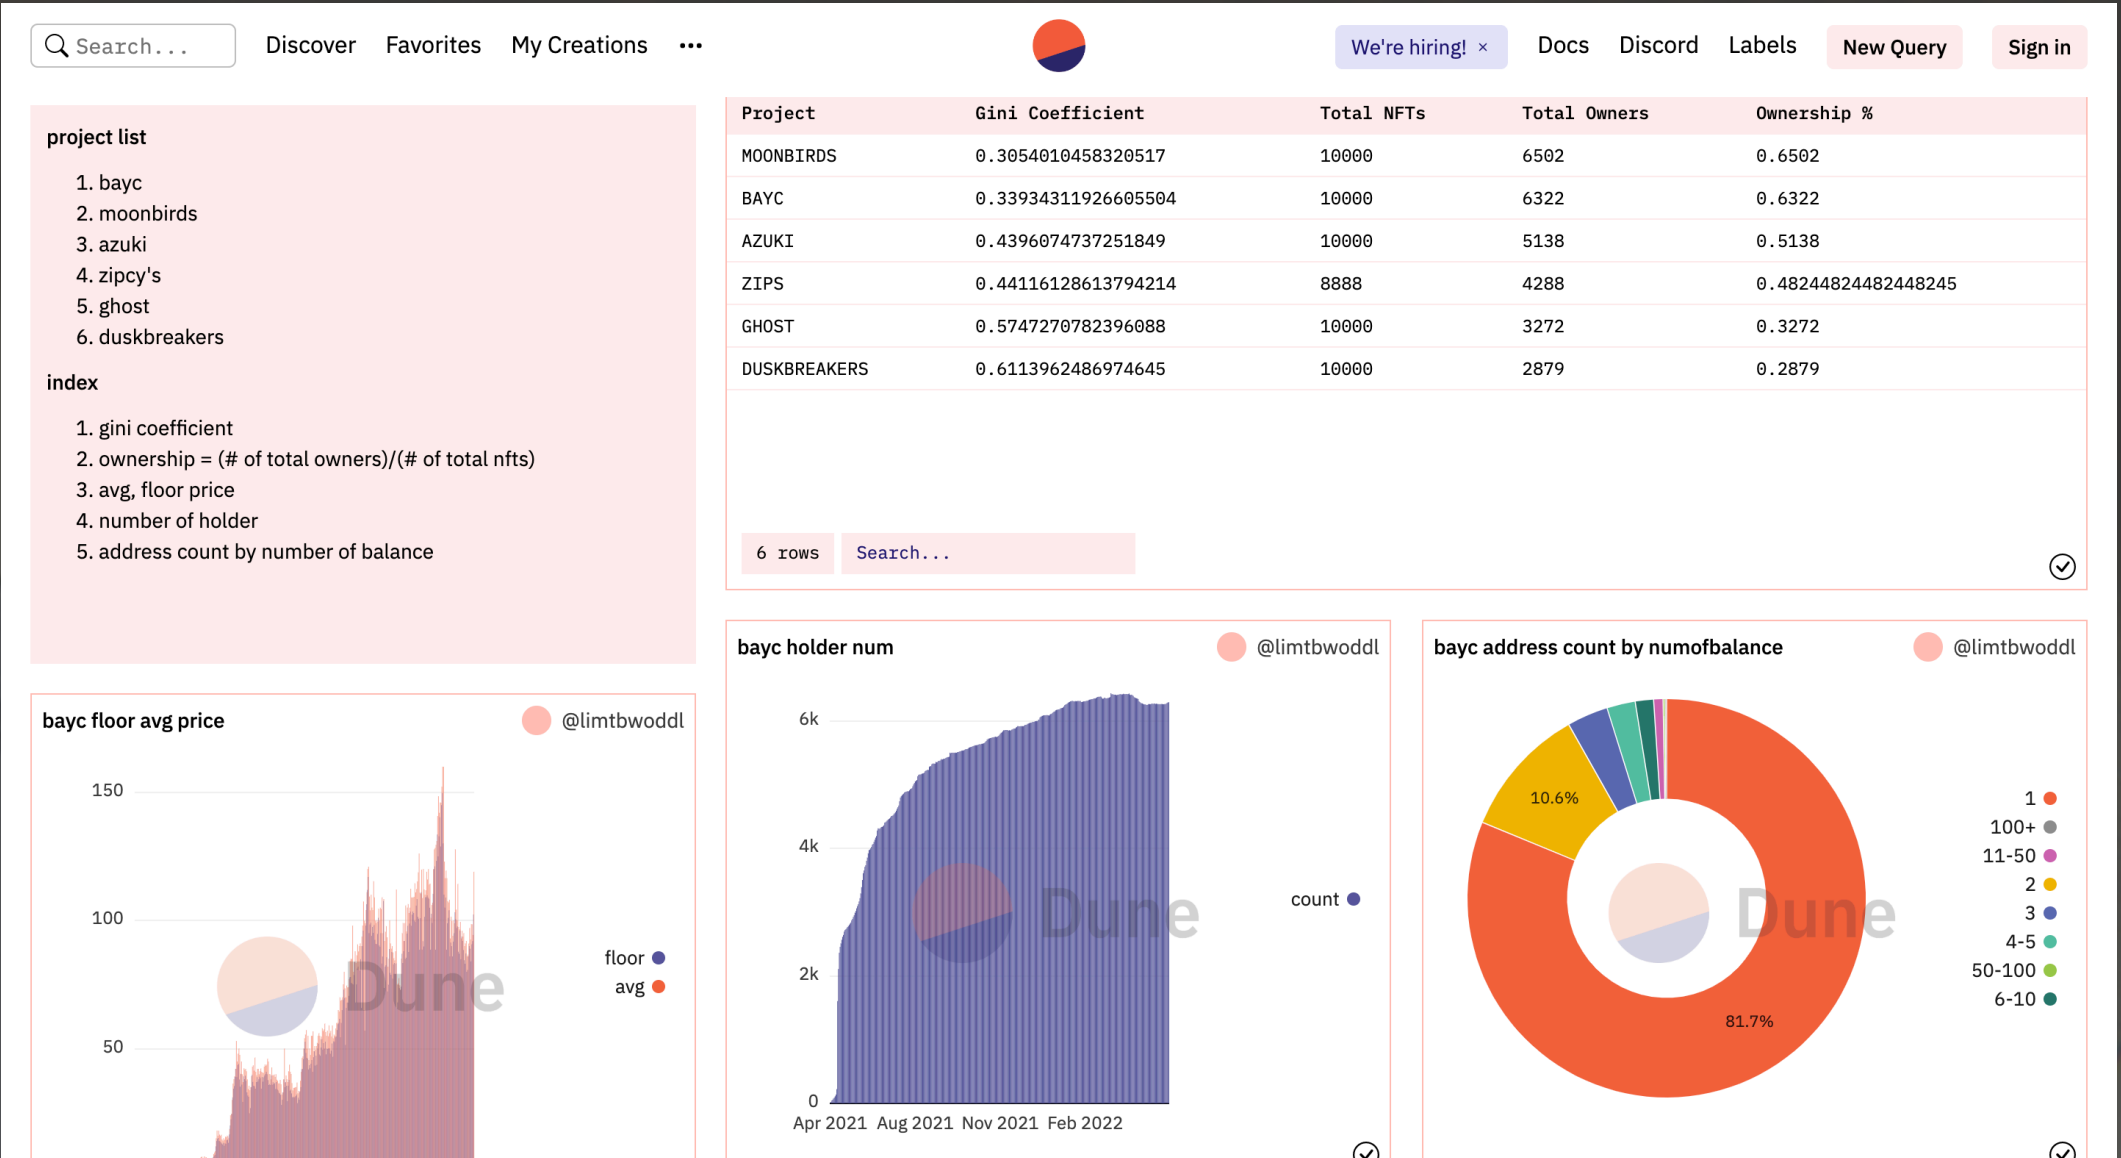 Search...
Discover
Favorites
My Creations
•••
We're hiring! ×
Docs
Discord
Labels
New Query
Sign in
project list
1. bayc
2. moonbirds
3. azuki
4. zipcy's
5. ghost
6. duskbreakers
index
1. gini coefficient
2. ownership = (# of total owners)/(# of total nfts)
3. avg, floor price
4. number of holder
5. address count by number of balance
Project Gini Coefficient Total NFTs Total Owners Ownership %
MOONBIRDS 0.3054010458320517 10000 6502 0.6502
BAYC 0.33934311926605504 10000 6322 0.6322
AZUKI 0.4396074737251849 10000 5138 0.5138
ZIPS 0.44116128613794214 8888 4288 0.48244824482448245
GHOST 0.5747270782396088 10000 3272 0.3272
DUSKBREAKERS 0.6113962486974645 10000 2879 0.2879
6 rows
Search...
bayc floor avg price
@limtbwoddl
150
100
50
Dune
floor
avg
bayc holder num
@limtbwoddl
6k
4k
2k
0
Apr 2021 Aug 2021 Nov 2021 Feb 2022
Dune
count
bayc address count by numofbalance
@limtbwoddl
10.6%
81.7%
Dune
1
100+
11-50
2
3
4-5
50-100
6-10